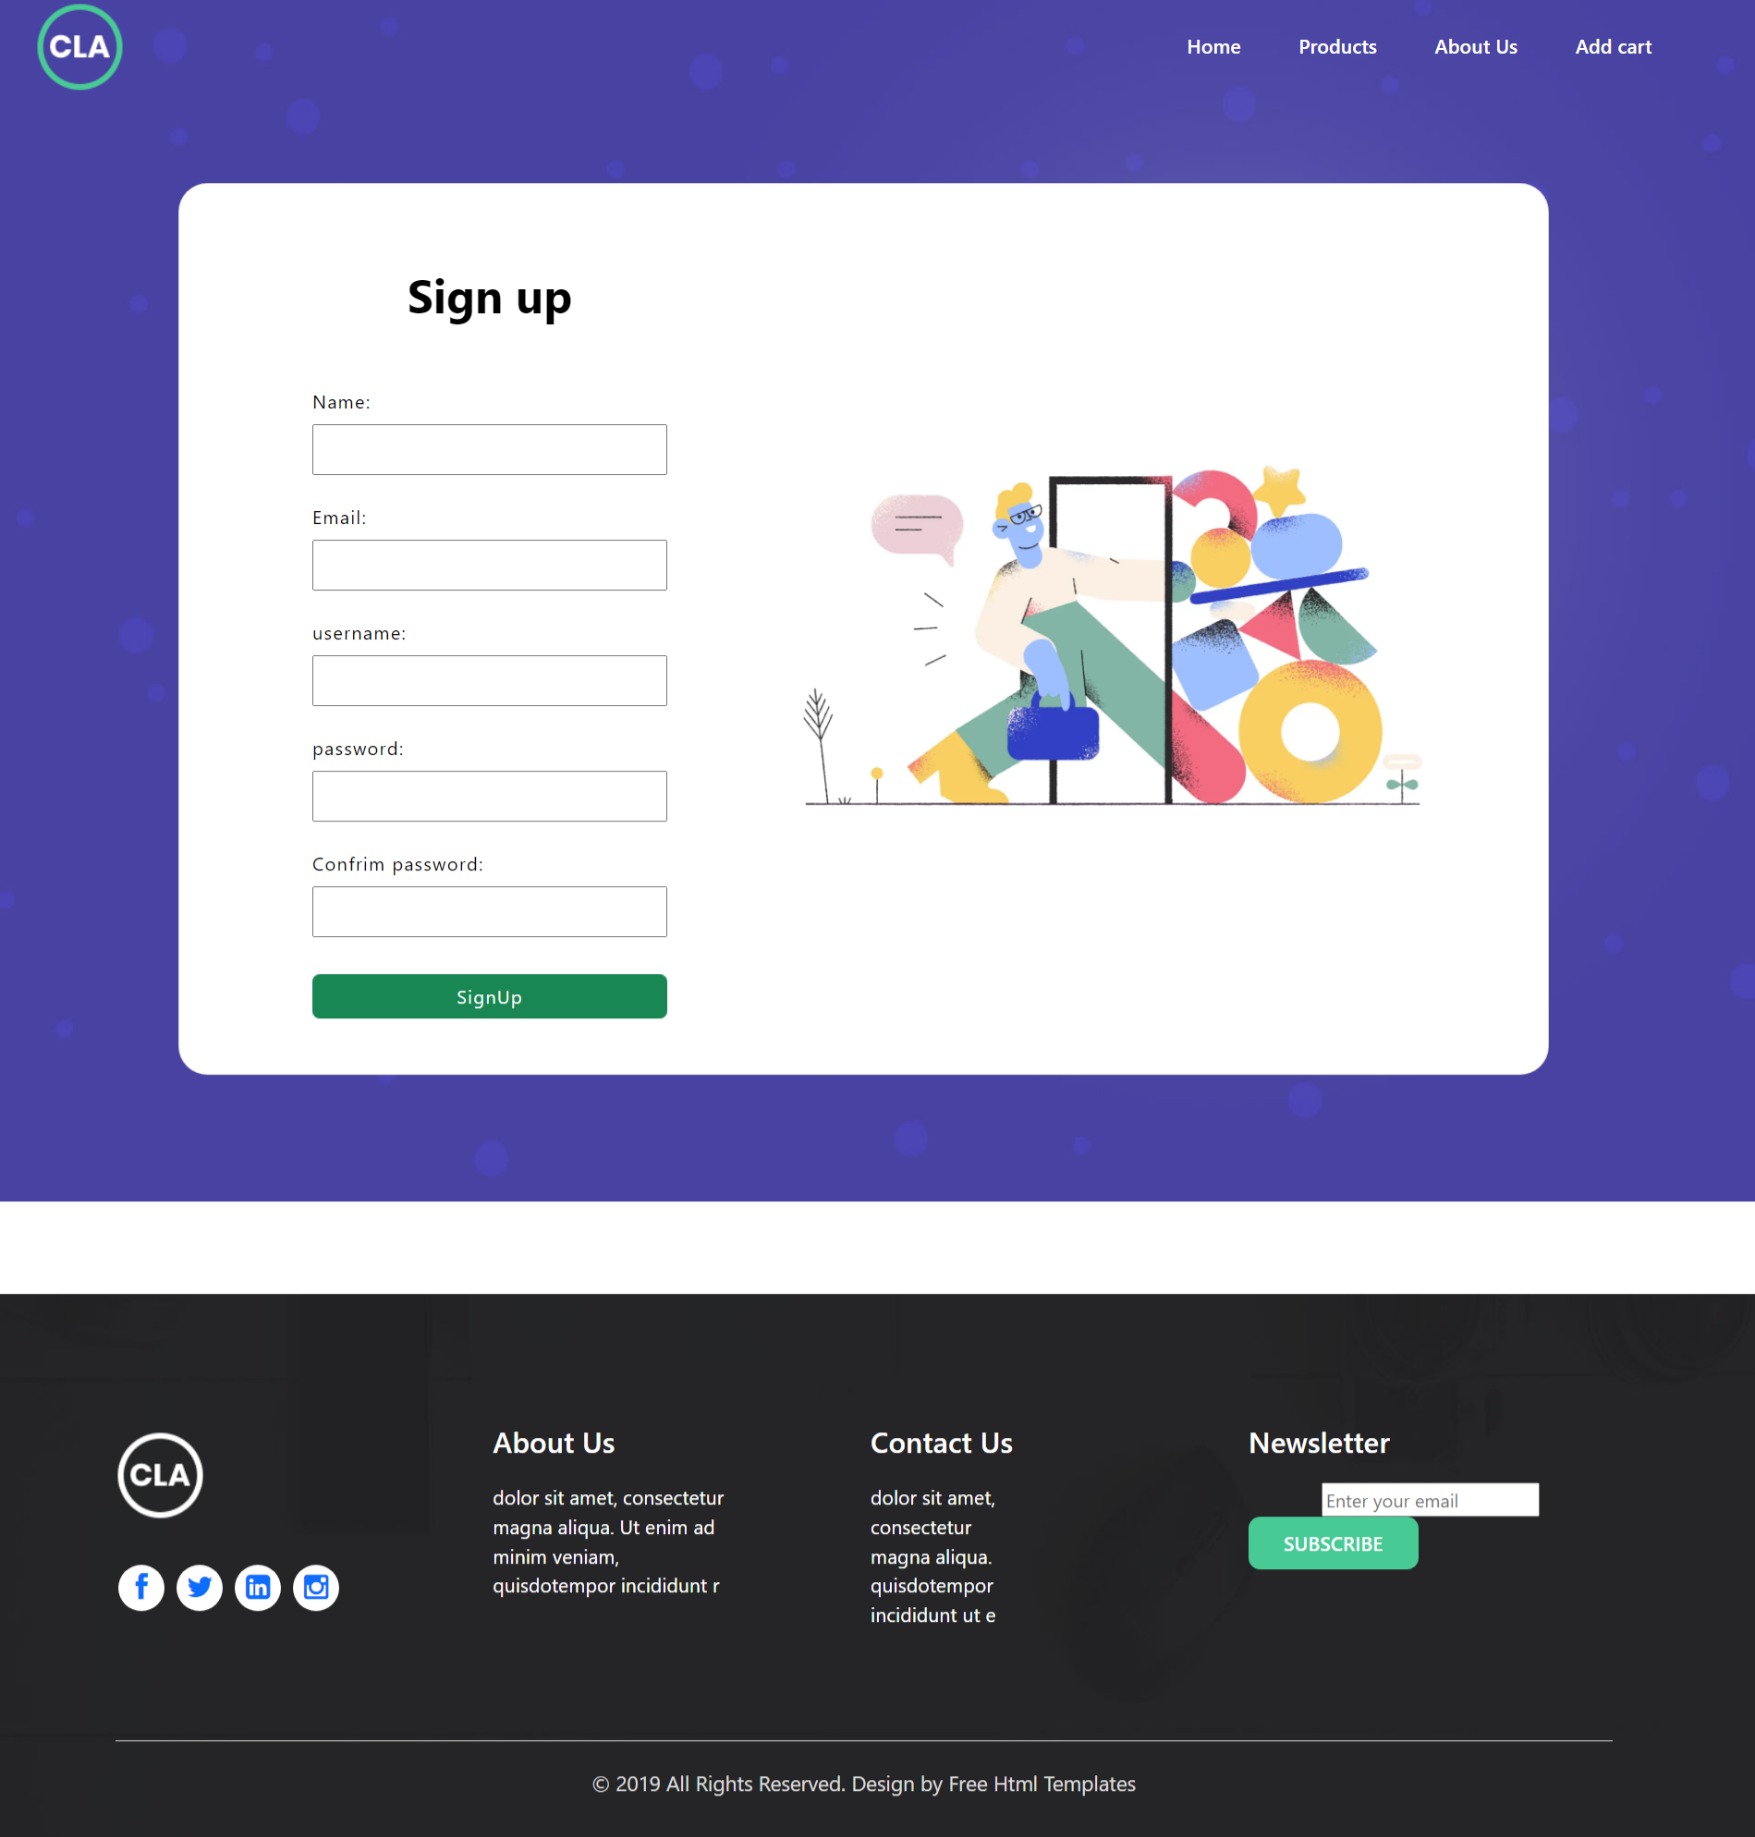 CLA
Home
Products
About Us
Add cart
Sign up
Name:
Email:
username:
password:
Confrim password:
SignUp
CLA
About Us
dolor sit amet, consectetur
magna aliqua. Ut enim ad
minim veniam,
quisdotempor incididunt r
Contact Us
dolor sit amet,
consectetur
magna aliqua.
quisdotempor
incididunt ut e
Newsletter
Enter your email
SUBSCRIBE
© 2019 All Rights Reserved. Design by Free Html Templates